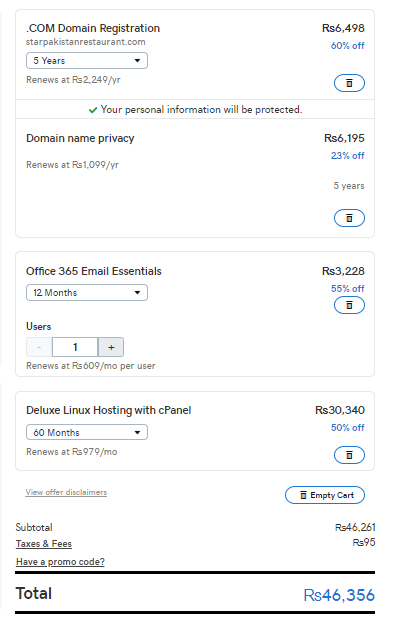 .COM Domain Registration Rs6,498
starpakistanrestaurant.com 60% off
5 Years
Renews at Rs2,249/yr
Your personal information will be protected.
Domain name privacy Rs6,195
23% off
Renews at Rs1,099/yr
5 years
Office 365 Email Essentials Rs3,228
12 Months 55% off
Users
- 1 +
Renews at Rs609/mo per user
Deluxe Linux Hosting with cPanel Rs30,340
60 Months 50% off
Renews at Rs979/mo
View offer disclaimers Empty Cart
Subtotal Rs46,261
Taxes & Fees Rs95
Have a promo code?
Total Rs46,356